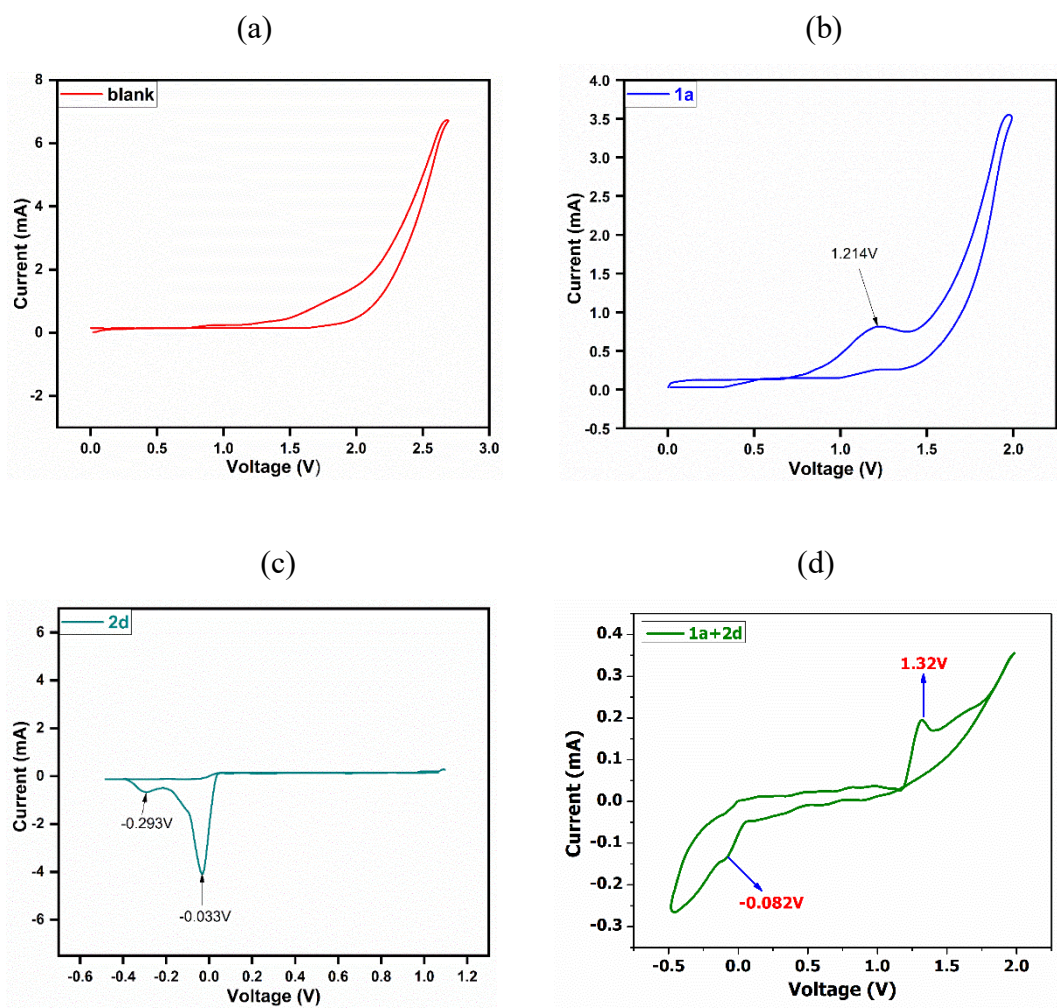 (a)
blank
Current (mA)
8
6
4
2
0
-2
0.0 0.5 1.0 1.5 2.0 2.5 3.0
Voltage (V)
(b)
1a
1.214V
Current (mA)
4.0
3.5
3.0
2.5
2.0
1.5
1.0
0.5
0.0
-0.5
0.0 0.5 1.0 1.5 2.0
Voltage (V)
(c)
2d
Current (mA)
6
4
2
0
-2
-4
-6
-0.293V
-0.033V
-0.6 -0.4 -0.2 0.0 0.2 0.4 0.6 0.8 1.0 1.2
Voltage (V)
(d)
1a+2d
1.32V
-0.082V
Current (mA)
0.4
0.3
0.2
0.1
0.0
-0.1
-0.2
-0.3
-0.5 0.0 0.5 1.0 1.5 2.0
Voltage (V)